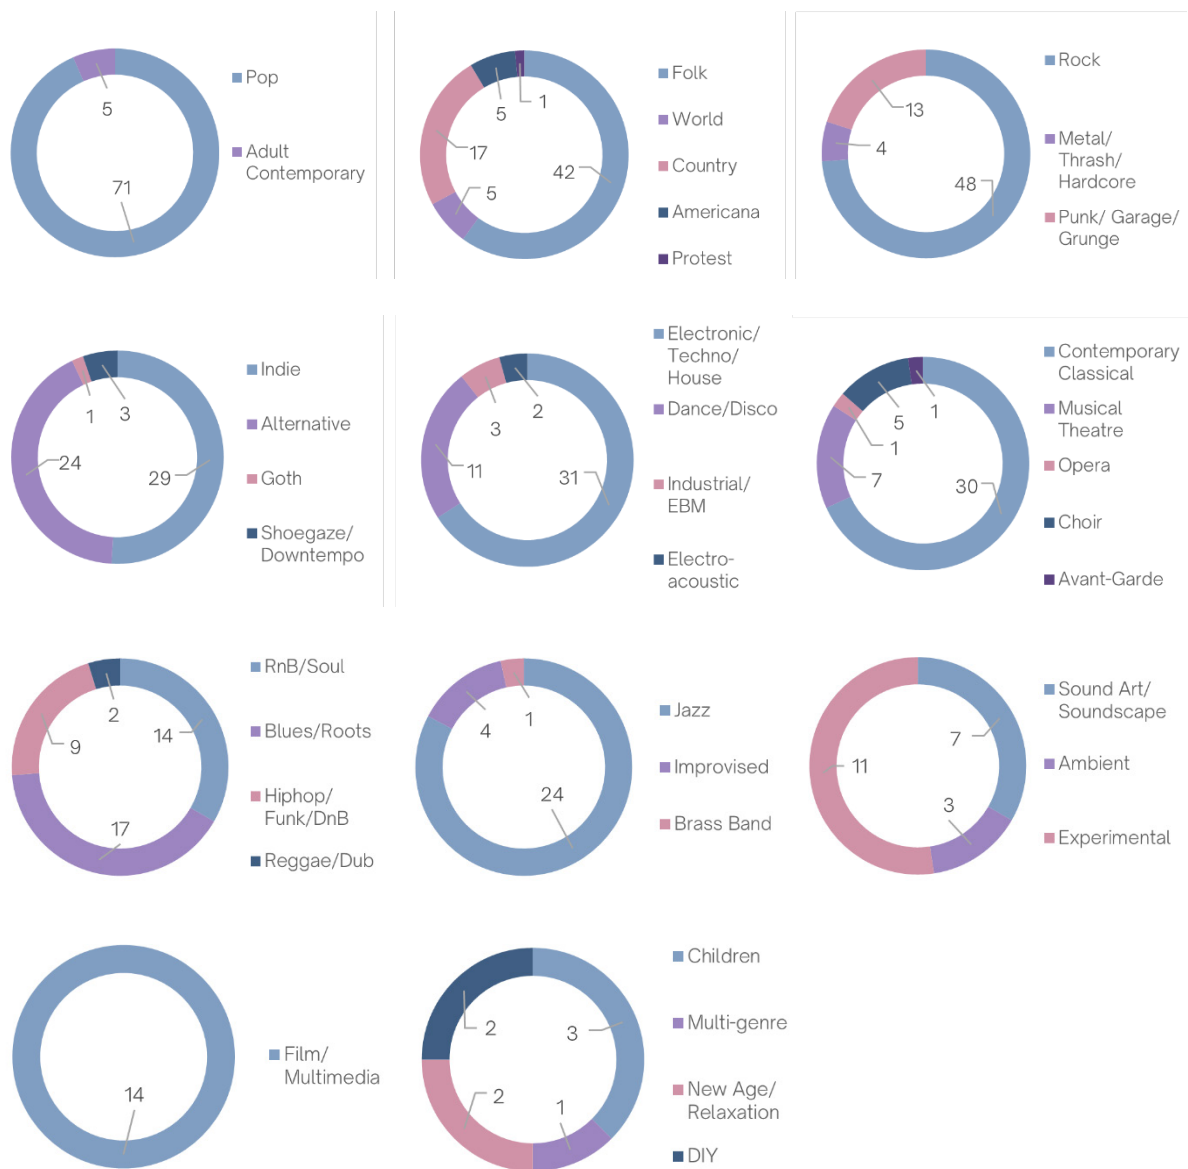 5
71
Pop
Adult
Contemporary
5
1
17
5
42
Folk
World
Country
Americana
Protest
13
4
48
Rock
Metal/
Thrash/
Hardcore
Punk/ Garage/
Grunge
1
3
24
29
Indie
Alternative
Goth
Shoegaze/
Downtempo
3
2
11
31
Electronic/
Techno/
House
Dance/Disco
Industrial/
EBM
Electro-
acoustic
5
1
1
7
30
Contemporary
Classical
Musical
Theatre
Opera
Choir
Avant-Garde
2
14
9
17
RnB/Soul
Blues/Roots
Hiphop/
Funk/DnB
Reggae/Dub
4
1
24
Jazz
Improvised
Brass Band
7
11
3
Sound Art/
Soundscape
Ambient
Experimental
14
Film/
Multimedia
2
3
2
1
Children
Multi-genre
New Age/
Relaxation
DIY